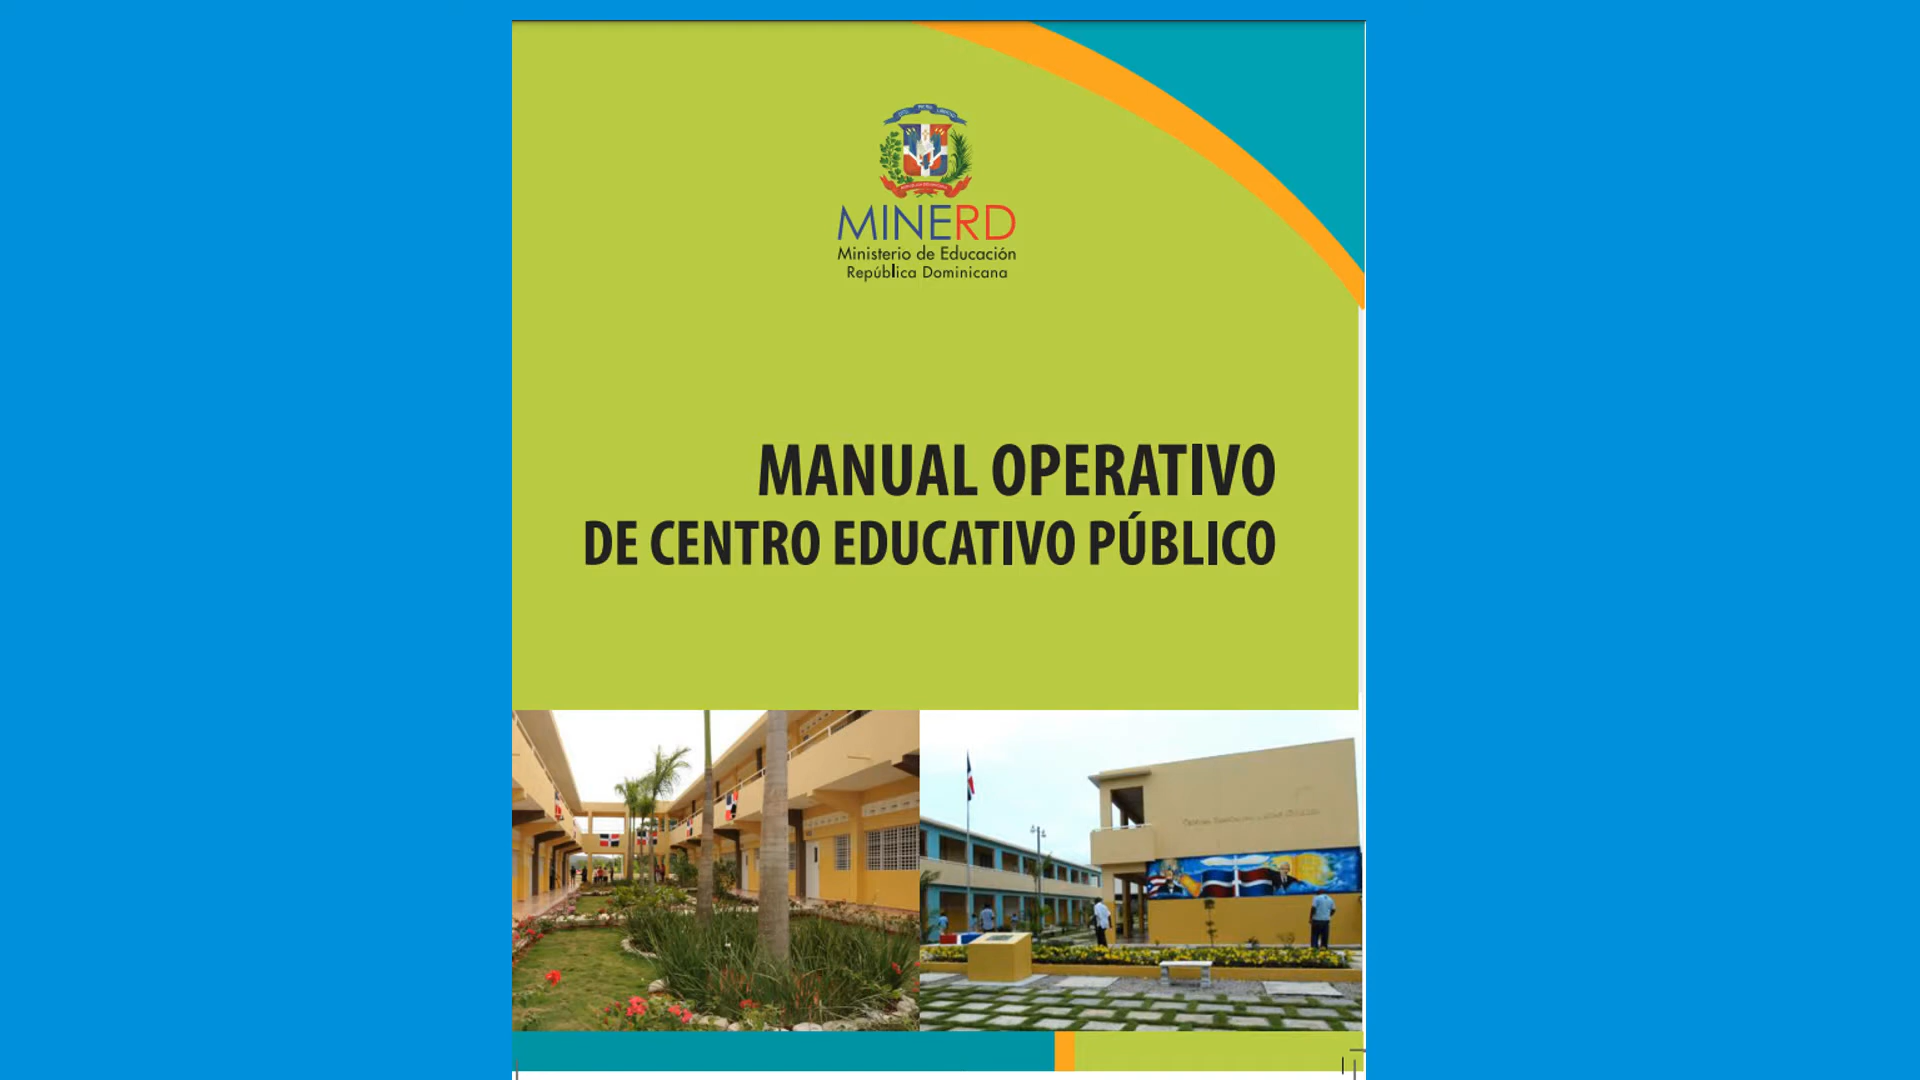 MINERD
Ministerio de Educación
República Dominicana
MANUAL OPERATIVO
DE CENTRO EDUCATIVO PÚBLICO